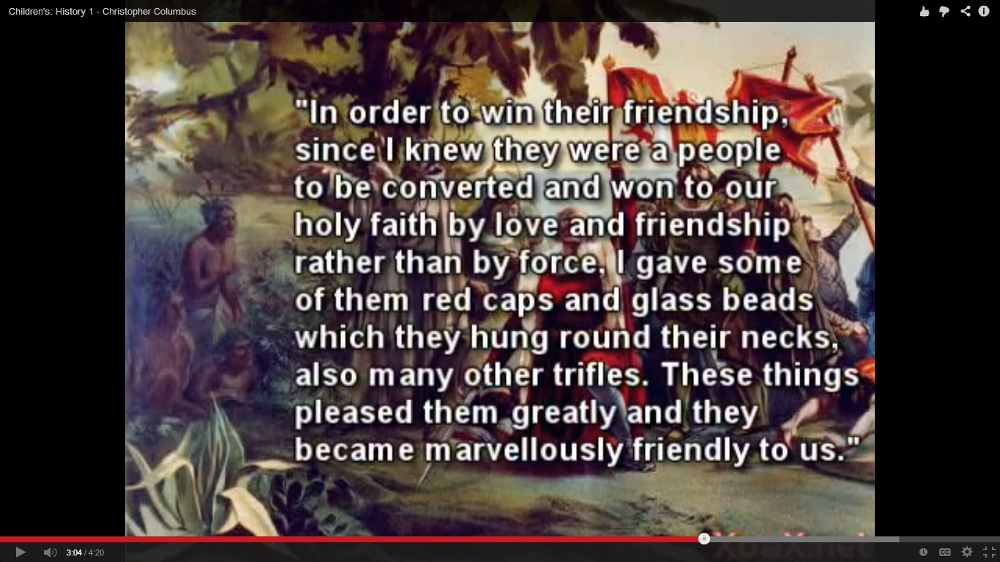 Children's: History 1 - Christopher Columbus
"In order to win their friendship,
since I knew they were a people
to be converted and won to our
holy faith by love and friendship
rather than by force, I gave some
of them red caps and glass beads
which they hung round their necks,
also many other trifles. These things
pleased them greatly and they
became marvellously friendly to us."
Xoax.net
3:04 / 4:20
CC